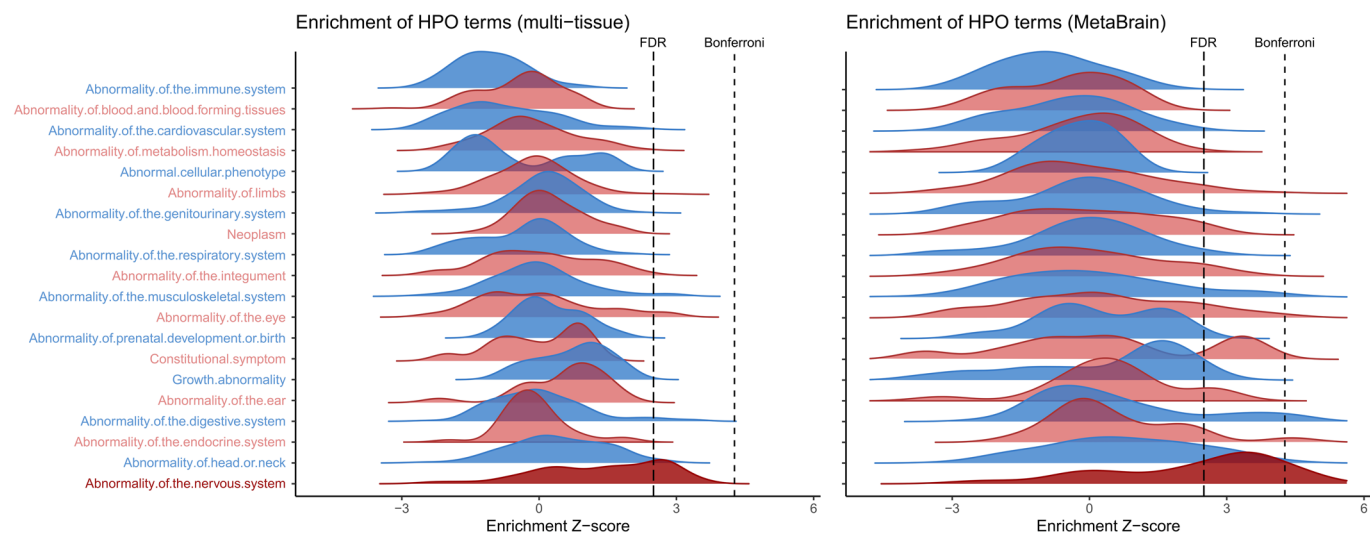 Enrichment of HPO terms (multi−tissue)
Enrichment of HPO terms (MetaBrain)
FDR
Bonferroni
FDR
Bonferroni
Abnormality.of.the.immune.system
Abnormality.of.blood.and.blood.forming.tissues
Abnormality.of.the.cardiovascular.system
Abnormality.of.metabolism.homeostasis
Abnormal.cellular.phenotype
Abnormality.of.limbs
Abnormality.of.the.genitourinary.system
Neoplasm
Abnormality.of.the.respiratory.system
Abnormality.of.the.integument
Abnormality.of.the.musculoskeletal.system
Abnormality.of.the.eye
Abnormality.of.prenatal.development.or.birth
Constitutional.symptom
Growth.abnormality
Abnormality.of.the.ear
Abnormality.of.the.digestive.system
Abnormality.of.the.endocrine.system
Abnormality.of.head.or.neck
Abnormality.of.the.nervous.system
−3 0 3 6
−3 0 3 6
Enrichment Z−score
Enrichment Z−score